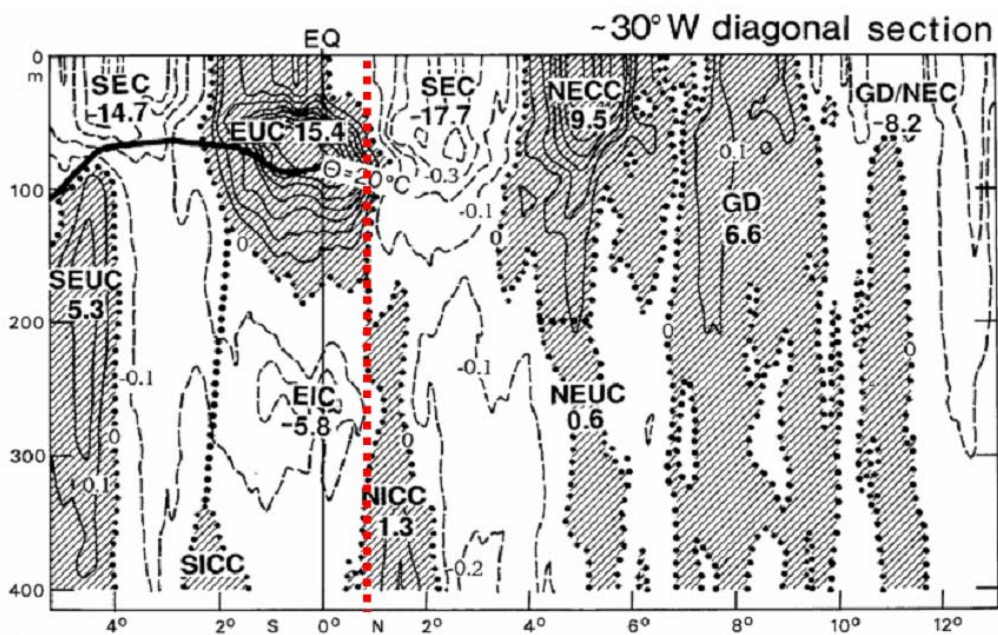 ~30°W diagonal section
EQ
0
m
100
200
300
400
SEC
-14.7
EUC 15.4
SEC
-17.7
NECC
9.5
GD/NEC
-8.2
Θ=20°C
-0.3
-0.1
0.1
0
0
0
GD
6.6
SEUC
5.3
-0.1
0
0.1
EIC
-5.8
-0.1
0
NEUC
0.6
0
0
NICC
1.3
SICC
-0.2
4° S 0° N 2° 4° 6° 8° 10° 12°
2°